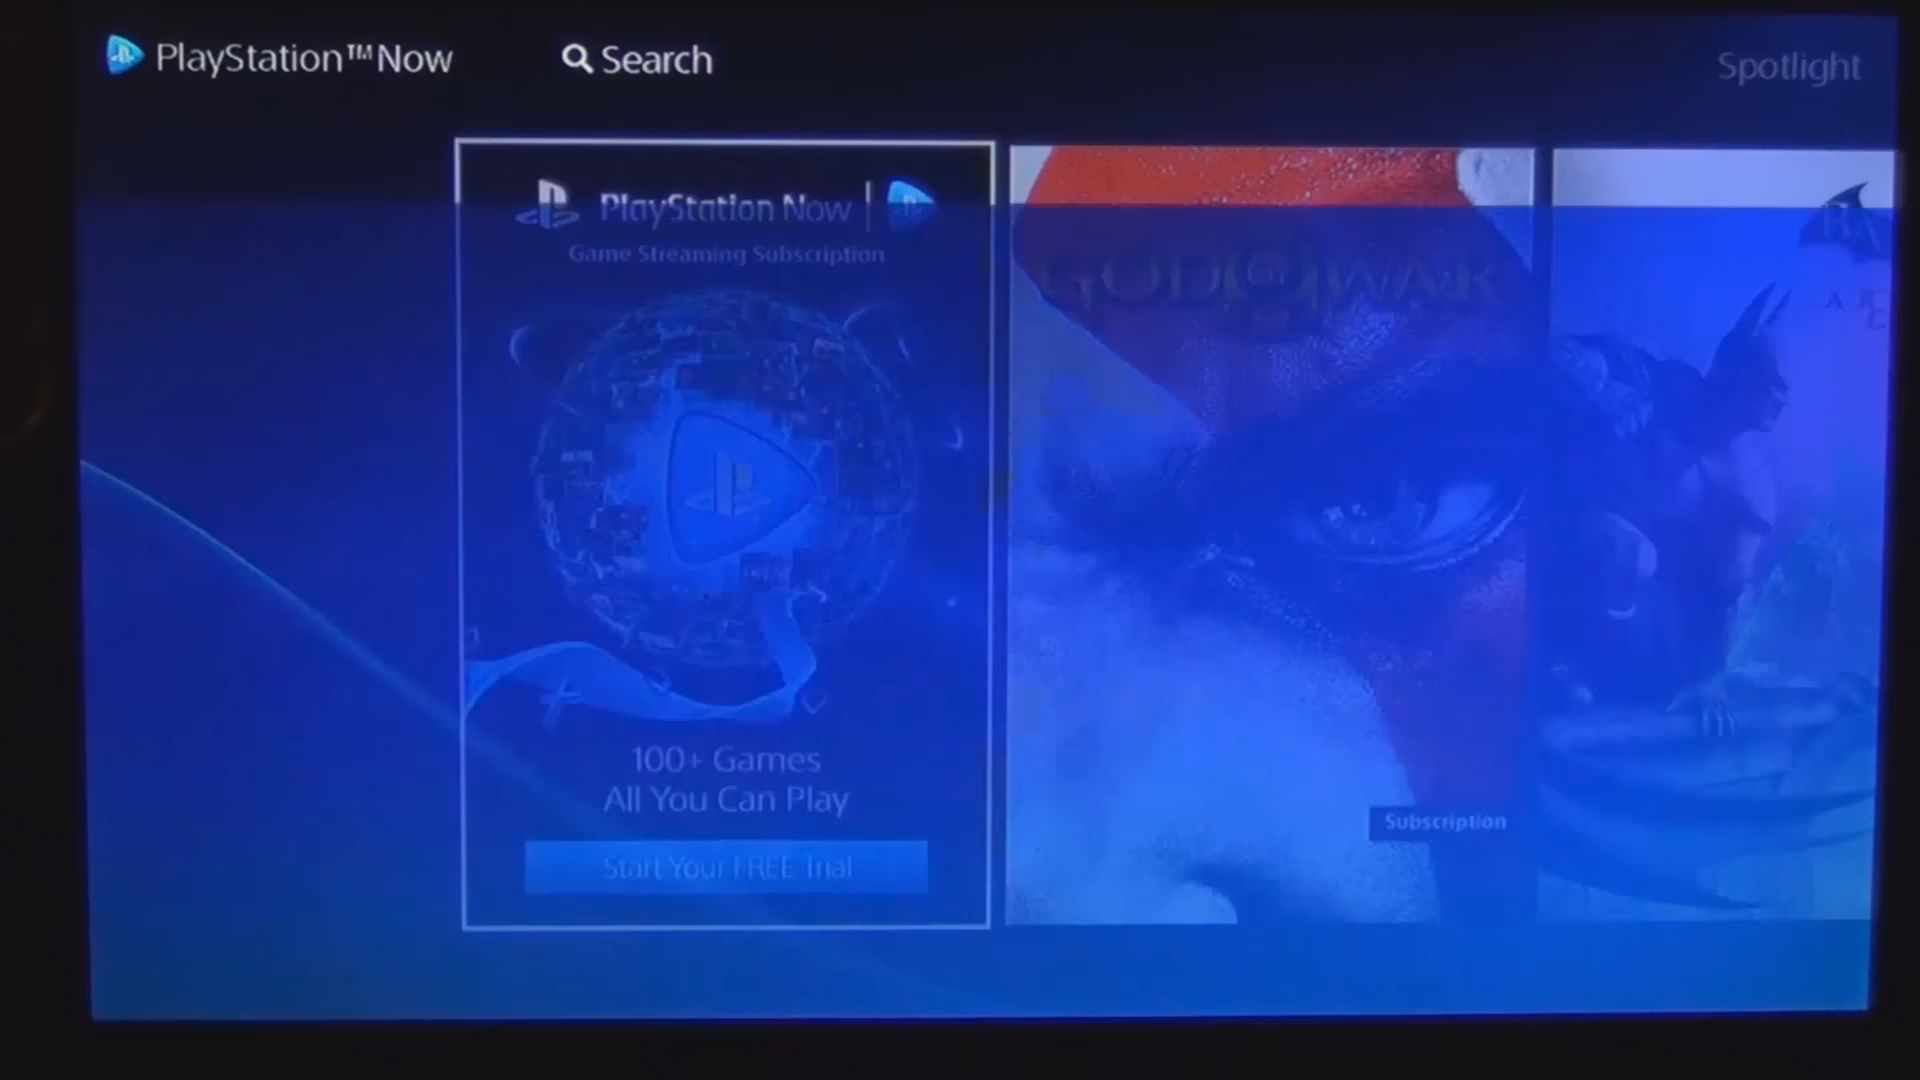 PlayStation™Now
Search
Spotlight
PlayStation Now
Game Streaming Subscription
100+ Games
All You Can Play
Start Your FREE Trial
GOD OF WAR
Subscription
BA